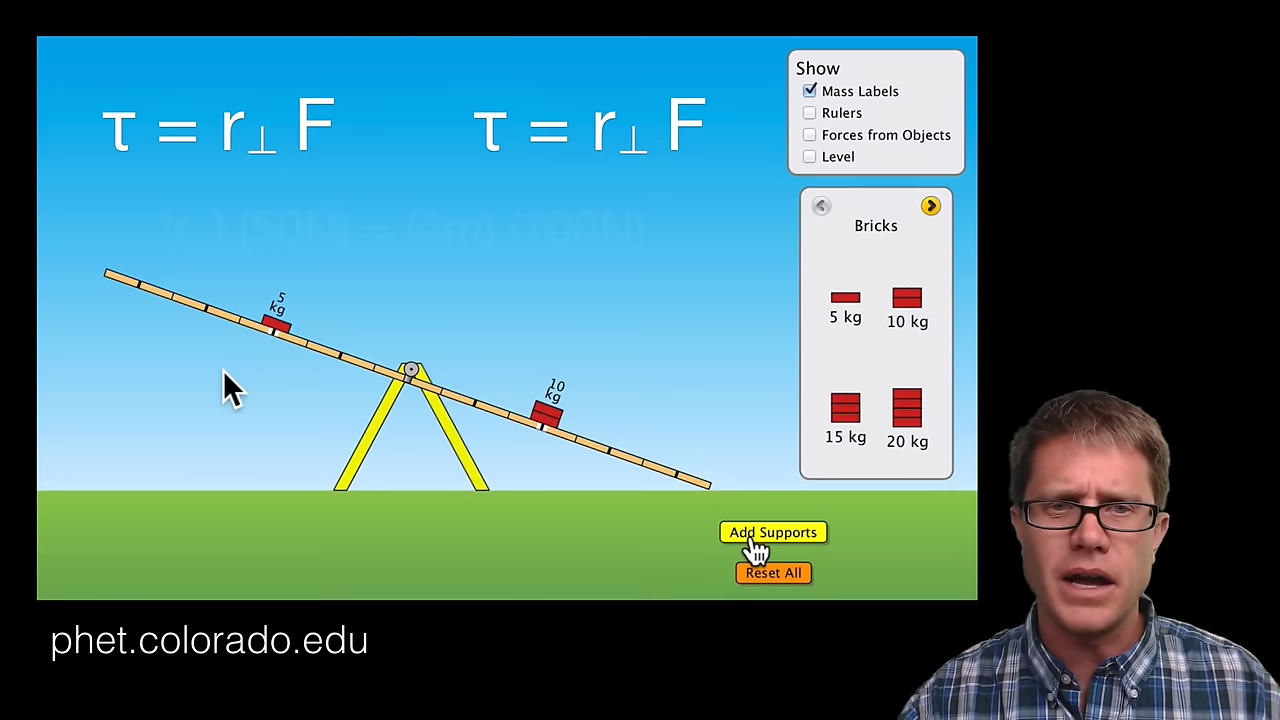 τ = r⊥ F
τ = r⊥ F
Show
Mass Labels
Rulers
Forces from Objects
Level
Bricks
5 kg
10 kg
15 kg
20 kg
5
kg
10
kg
Add Supports
Reset All
phet.colorado.edu